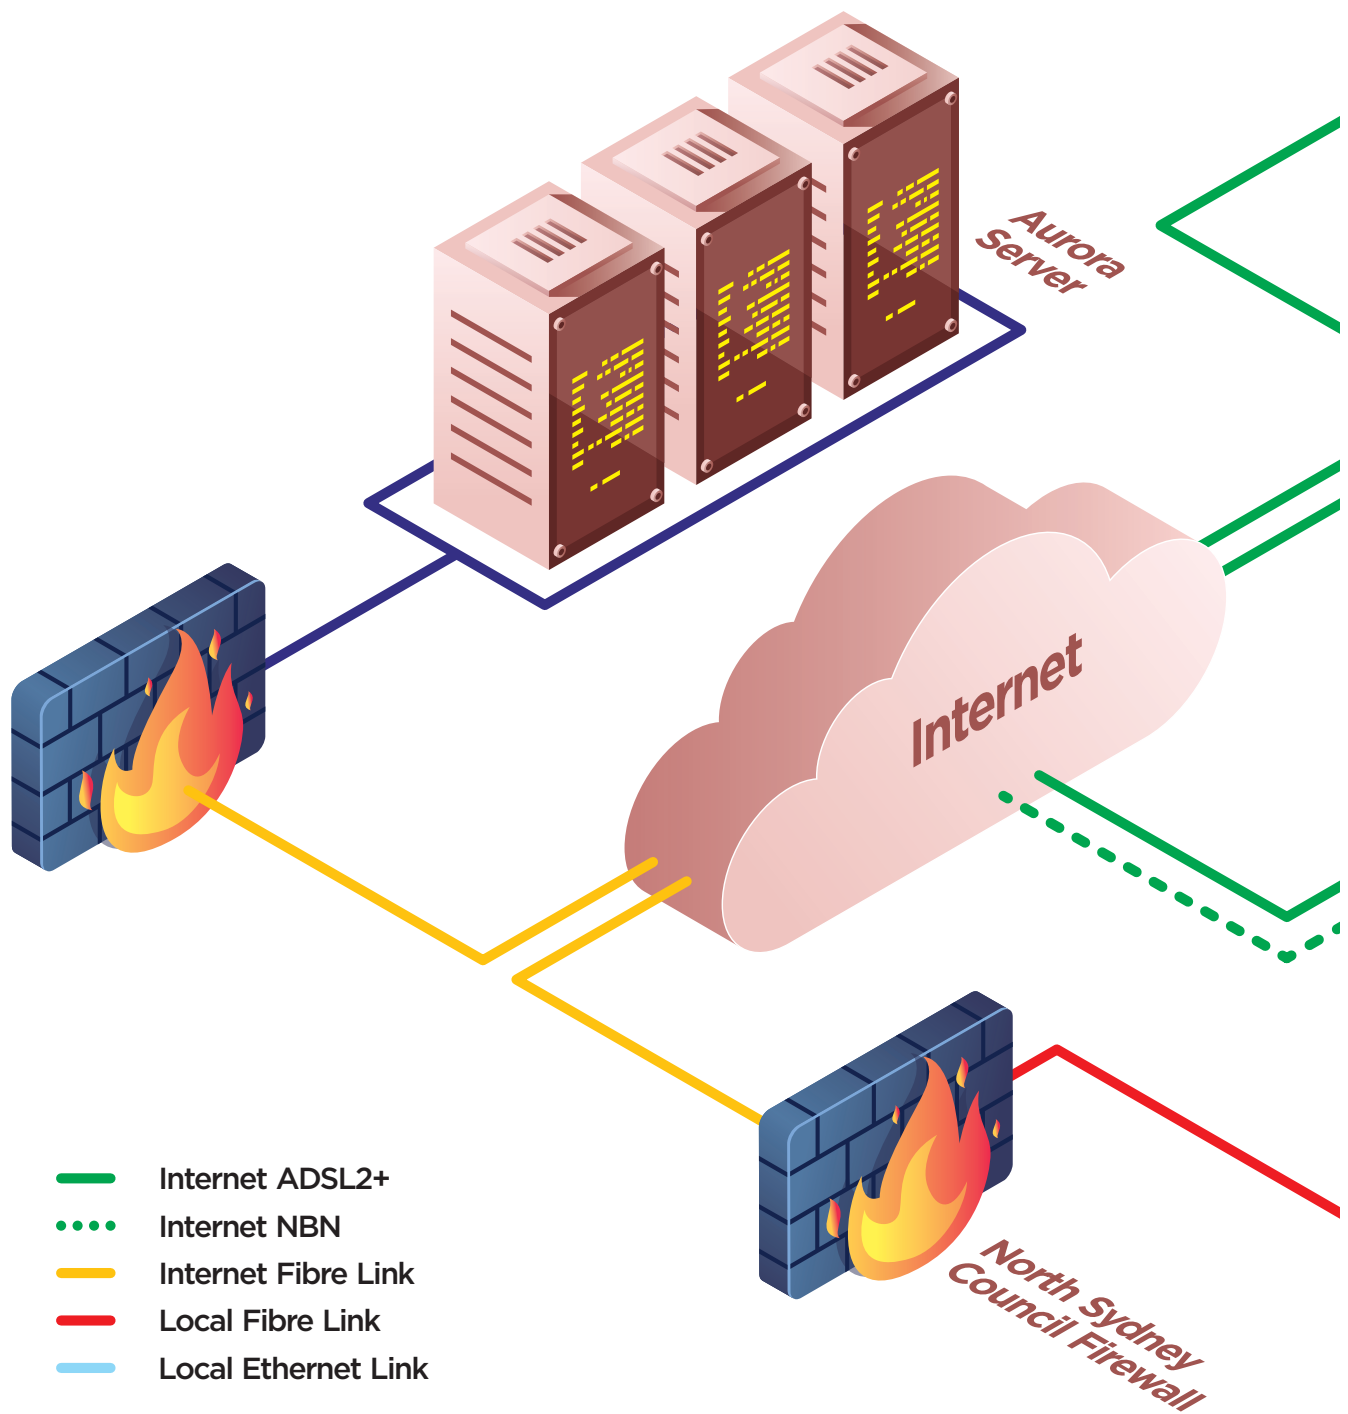 Aurora
Server
Internet
Internet ADSL2+
Internet NBN
Internet Fibre Link
Local Fibre Link
Local Ethernet Link
North Sydney
Council Firewall